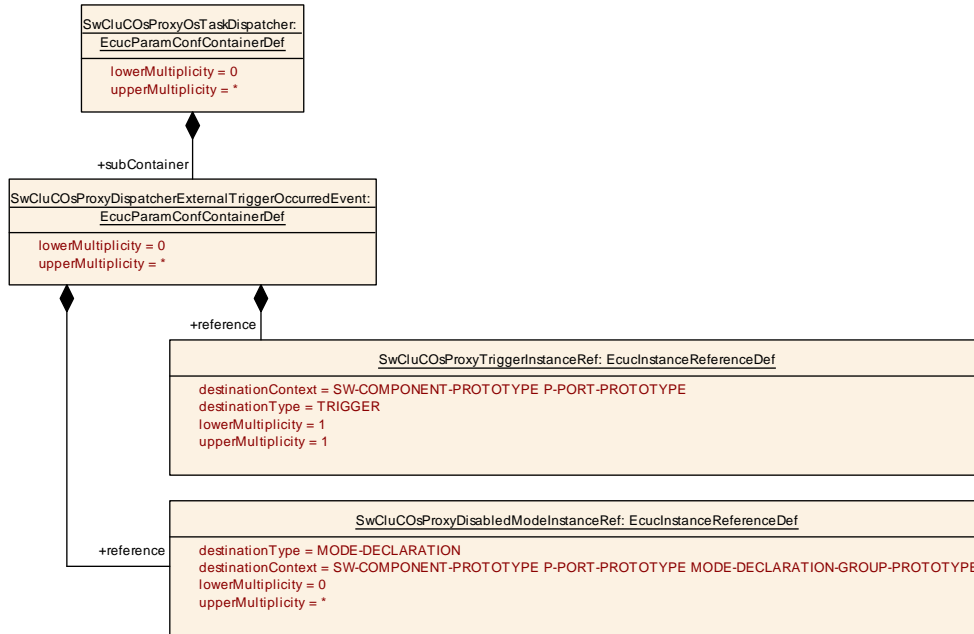 SwCluCOsProxyOsTaskDispatcher:
EcucParamConfContainerDef
lowerMultiplicity = 0
upperMultiplicity = *
+subContainer
SwCluCOsProxyDispatcherExternalTriggerOccurredEvent:
EcucParamConfContainerDef
lowerMultiplicity = 0
upperMultiplicity = *
+reference
SwCluCOsProxyTriggerInstanceRef: EcucInstanceReferenceDef
destinationContext = SW-COMPONENT-PROTOTYPE P-PORT-PROTOTYPE
destinationType = TRIGGER
lowerMultiplicity = 1
upperMultiplicity = 1
SwCluCOsProxyDisabledModeInstanceRef: EcucInstanceReferenceDef
+reference
destinationType = MODE-DECLARATION
destinationContext = SW-COMPONENT-PROTOTYPE P-PORT-PROTOTYPE MODE-DECLARATION-GROUP-PROTOTYPE
lowerMultiplicity = 0
upperMultiplicity = *